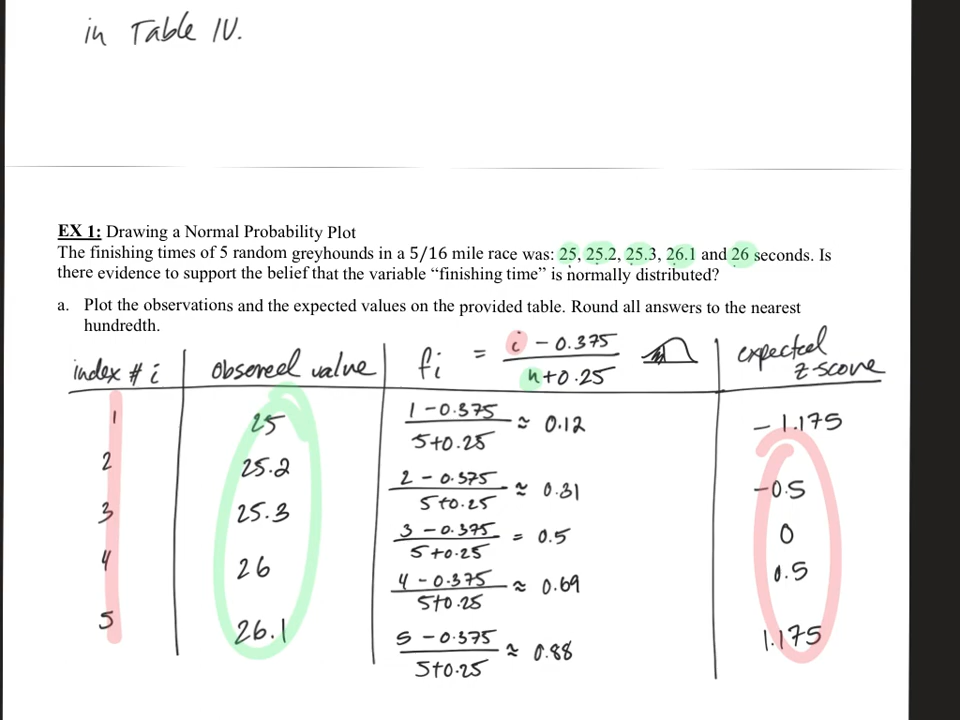 in Table IV.
EX 1: Drawing a Normal Probability Plot
The finishing times of 5 random greyhounds in a 5/16 mile race was: 25, 25.2, 25.3, 26.1 and 26 seconds. Is
there evidence to support the belief that the variable “finishing time” is normally distributed?
a. Plot the observations and the expected values on the provided table. Round all answers to the nearest
hundredth.
index # i | obsereel value | fi = (i - 0.375)/(n+0.25) | expected z-score
1 | 25 | (1-0.375)/(5+0.25) ≈ 0.12 | -1.175
2 | 25.2 | (2-0.375)/(5+0.25) ≈ 0.31 | -0.5
3 | 25.3 | (3-0.375)/(5+0.25) = 0.5 | 0
4 | 26 | (4-0.375)/(5+0.25) ≈ 0.69 | 0.5
5 | 26.1 | (5-0.375)/(5+0.25) ≈ 0.88 | 1.175